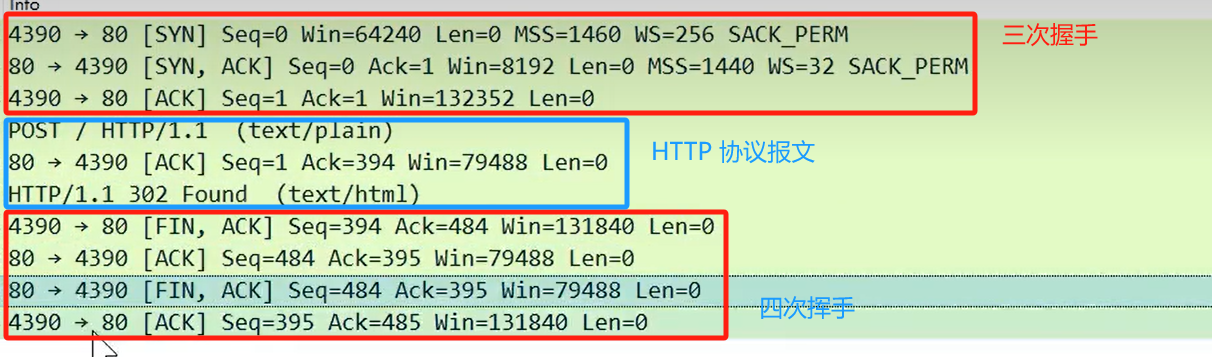 Info
4390 → 80 [SYN] Seq=0 Win=64240 Len=0 MSS=1460 WS=256 SACK_PERM
三次握手
80 → 4390 [SYN, ACK] Seq=0 Ack=1 Win=8192 Len=0 MSS=1440 WS=32 SACK_PERM
4390 → 80 [ACK] Seq=1 Ack=1 Win=132352 Len=0
POST / HTTP/1.1 (text/plain)
80 → 4390 [ACK] Seq=1 Ack=394 Win=79488 Len=0
HTTP 协议报文
HTTP/1.1 302 Found (text/html)
4390 → 80 [FIN, ACK] Seq=394 Ack=484 Win=131840 Len=0
80 → 4390 [ACK] Seq=484 Ack=395 Win=79488 Len=0
80 → 4390 [FIN, ACK] Seq=484 Ack=395 Win=79488 Len=0
四次挥手
4390 → 80 [ACK] Seq=395 Ack=485 Win=131840 Len=0